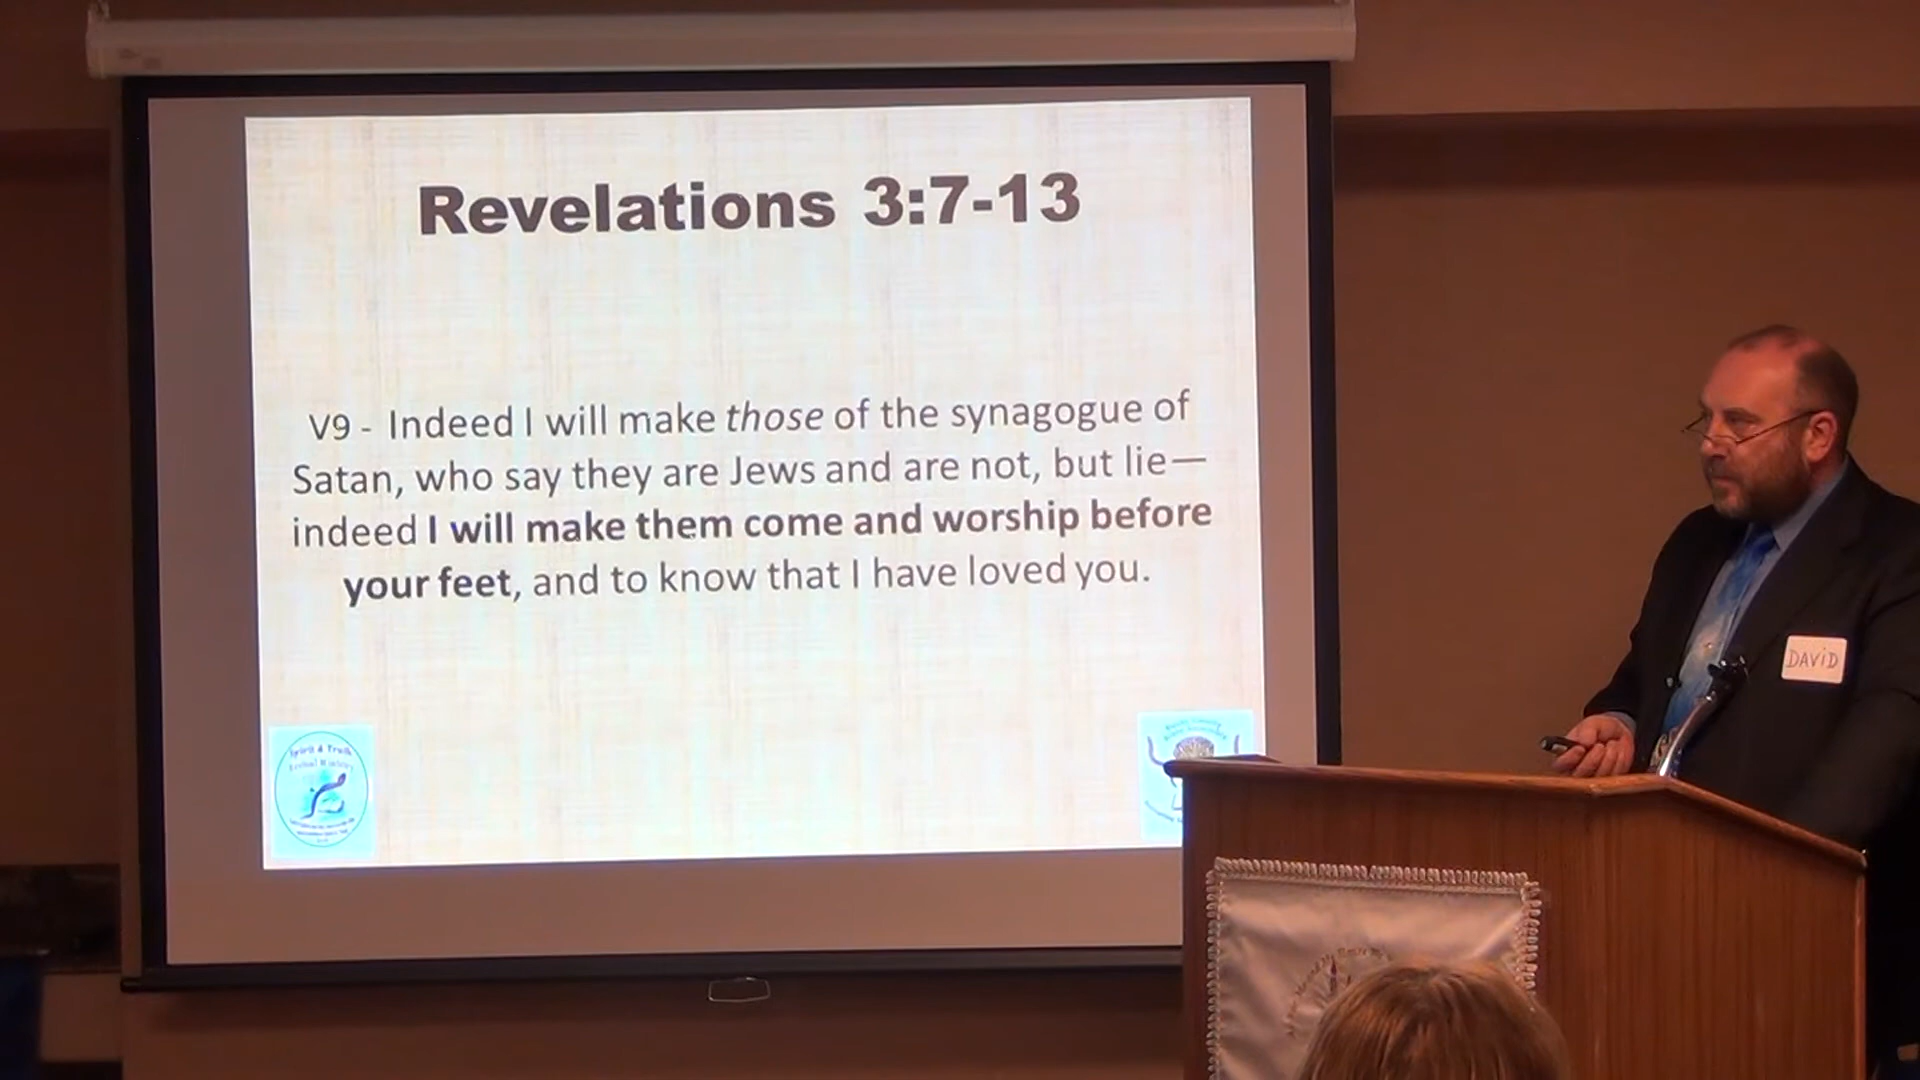 Revelations 3:7-13
V9 - Indeed I will make those of the synagogue of
Satan, who say they are Jews and are not, but lie—
indeed I will make them come and worship before
your feet, and to know that I have loved you.
Spirit & Truth
DAViD